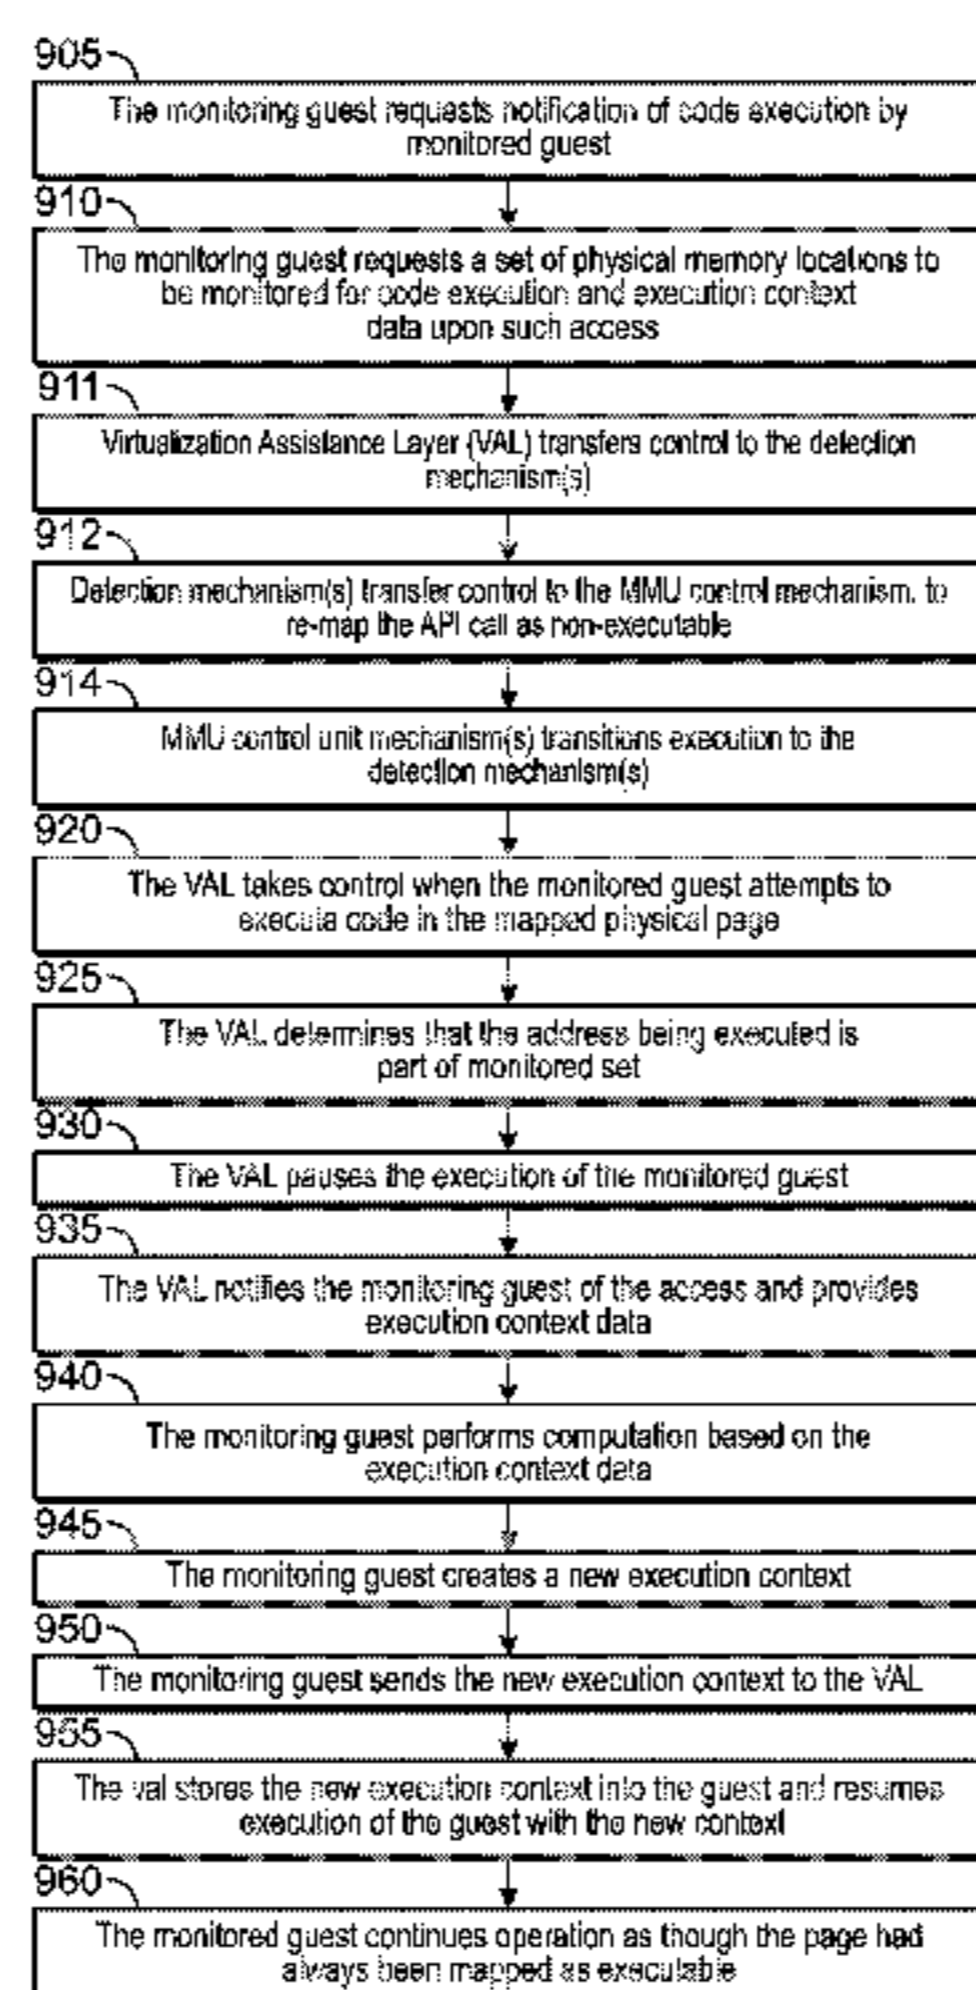 905
The monitoring guest requests notification of code execution by
monitored guest
910
The monitoring guest requests a set of physical memory locations to
be monitored for code execution and execution context
data upon such access
911
Virtualization Assistance Layer (VAL) transfers control to the detection
mechanism(s)
912
Detection mechanism(s) transfer control to the MMU control mechanism, to
re-map the API call as non-executable
914
MMU control unit mechanism(s) transitions execution to the
detection mechanism(s)
920
The VAL takes control when the monitored guest attempts to
execute code in the mapped physical page
925
The VAL determines that the address being executed is
part of monitored set
930
The VAL pauses the execution of the monitored guest
935
The VAL notifies the monitoring guest of the access and provides
execution context data
940
The monitoring guest performs computation based on the
execution context data
945
The monitoring guest creates a new execution context
950
The monitoring guest sends the new execution context to the VAL
955
The val stores the new execution context into the guest and resumes
execution of the guest with the new context
960
The monitored guest continues operation as though the page had
always been mapped as executable